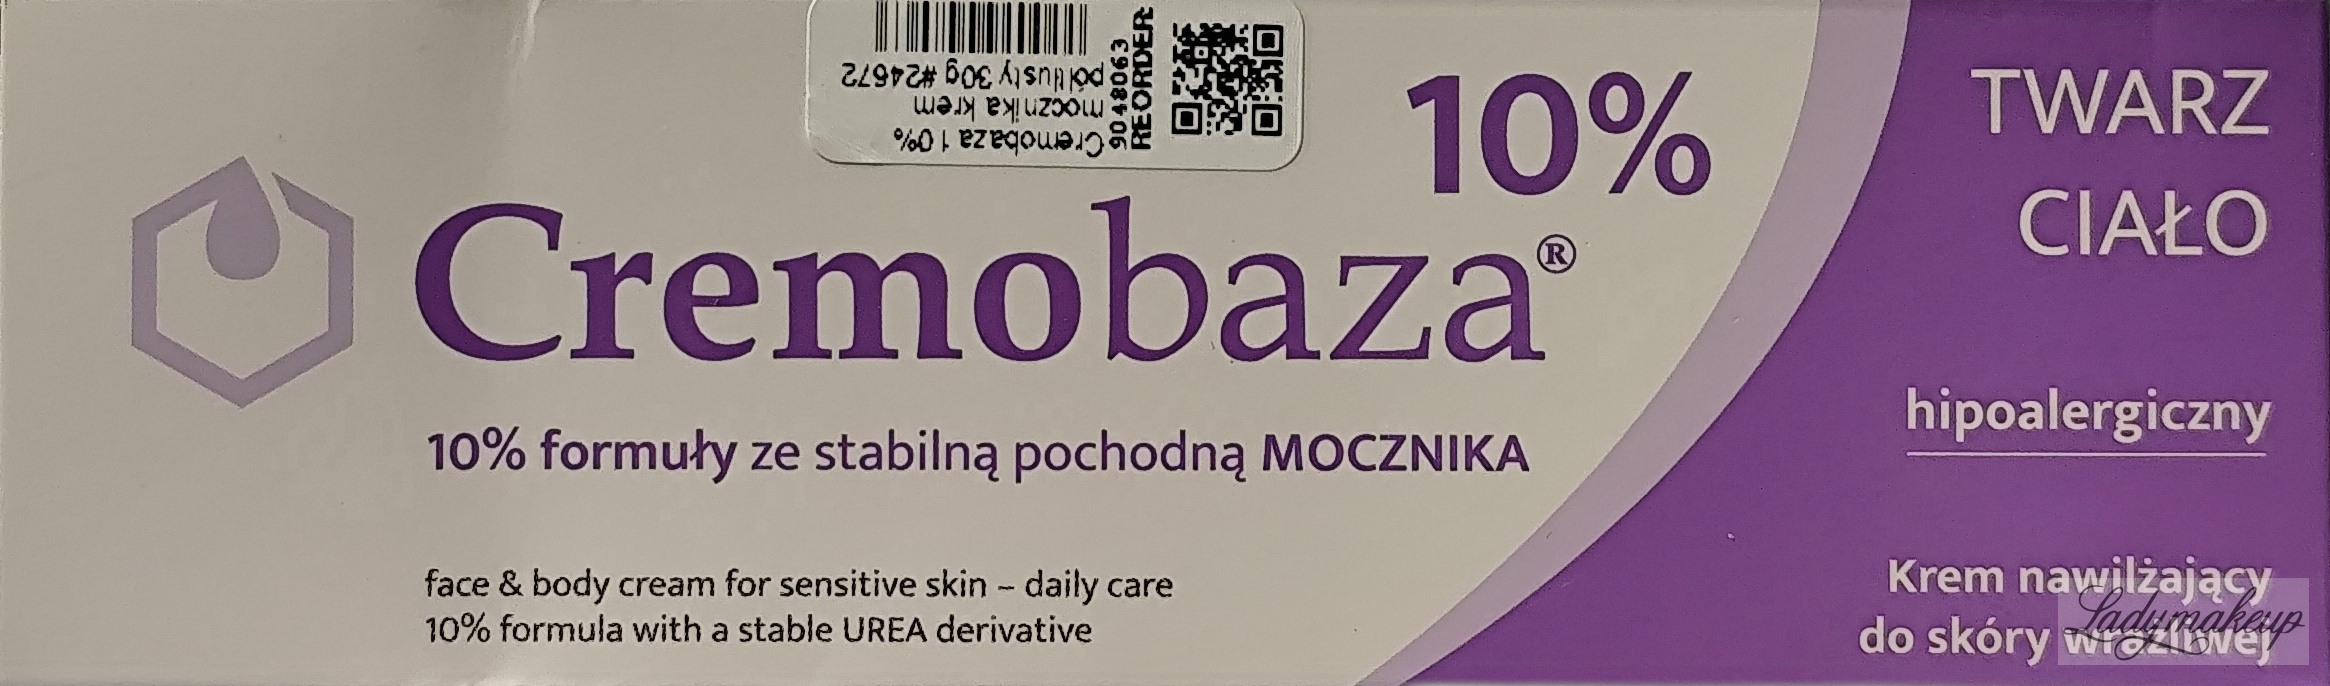 Cremobaza 10%
mocznika krem
półtłusty 30g #24672
9048063
REORDER:
10%
Cremobaza®
10% formuły ze stabilną pochodną MOCZNIKA
face & body cream for sensitive skin – daily care
10% formula with a stable UREA derivative
TWARZ
CIAŁO
hipoalergiczny
Krem nawilżający
do skóry wrażliwej
Ladymakeup